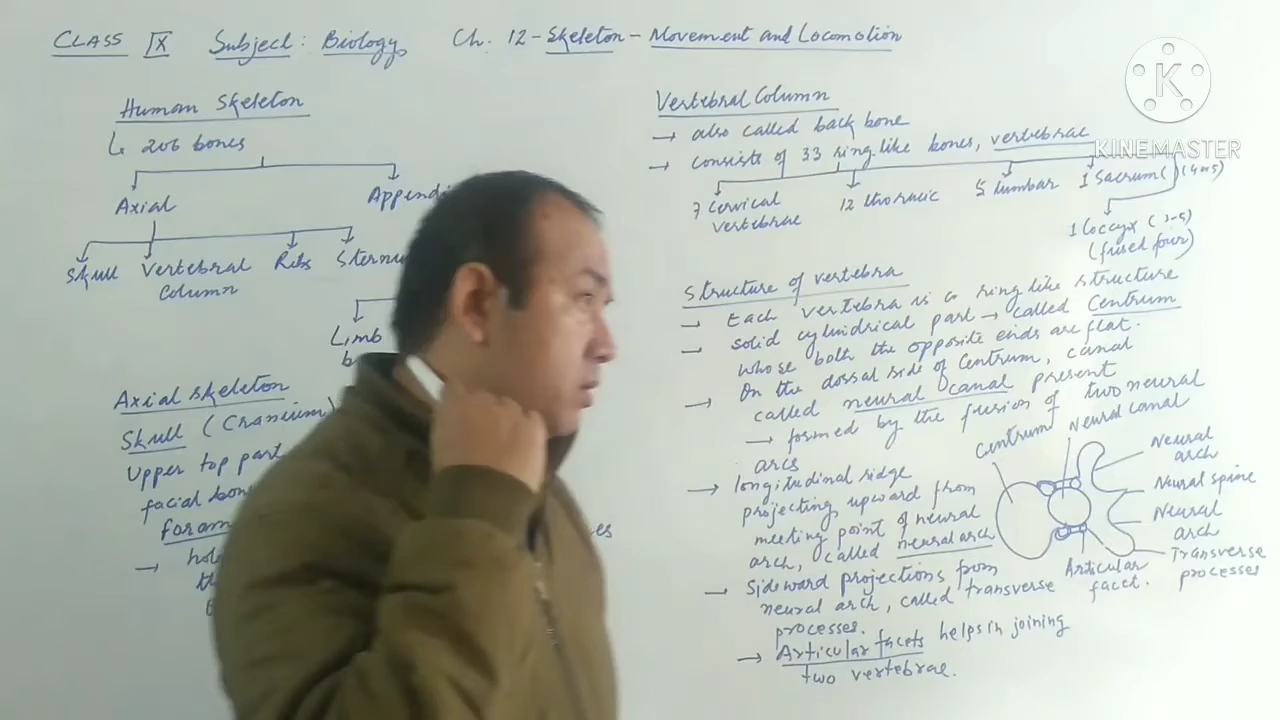 CLASS IX Subject: Biology Ch. 12 - Skeleton - Movement and Locomotion
K
KINEMASTER
Human Skeleton
↳ 206 bones
Axial
Appendi
Skull Vertebral Ribs Sternu
column
Limb
b
Axial skeleton
Skull (Cranium)
Upper top part
facial bon
foram
hol
th
es
Vertebral Column
→ also called back bone
→ consists of 33 ring-like bones, vertebrae
7 Cervical 12 thoracic 5 lumbar 1 Sacrum
vertebrae
1 Coccyx (3-5)
(fused four)
Structure of vertebra
→ Each vertebra is a ring like structure
→ solid cylindrical part → called Centrum
whose both the opposite ends are flat.
→ On the dorsal side of Centrum, canal
called neural canal present
→ formed by the fusion of two neural
arcs
→ longitudinal ridge
projecting upward from
meeting point of neural
arch, called neural arch
→ Sideward projections from
neural arch, called transverse
processes.
→ Articular facets helps in joining
two vertebrae.
Centrum
Neural canal
Neural
arch
Neural spine
Neural
arch
Transverse
processes
Articular
facet.